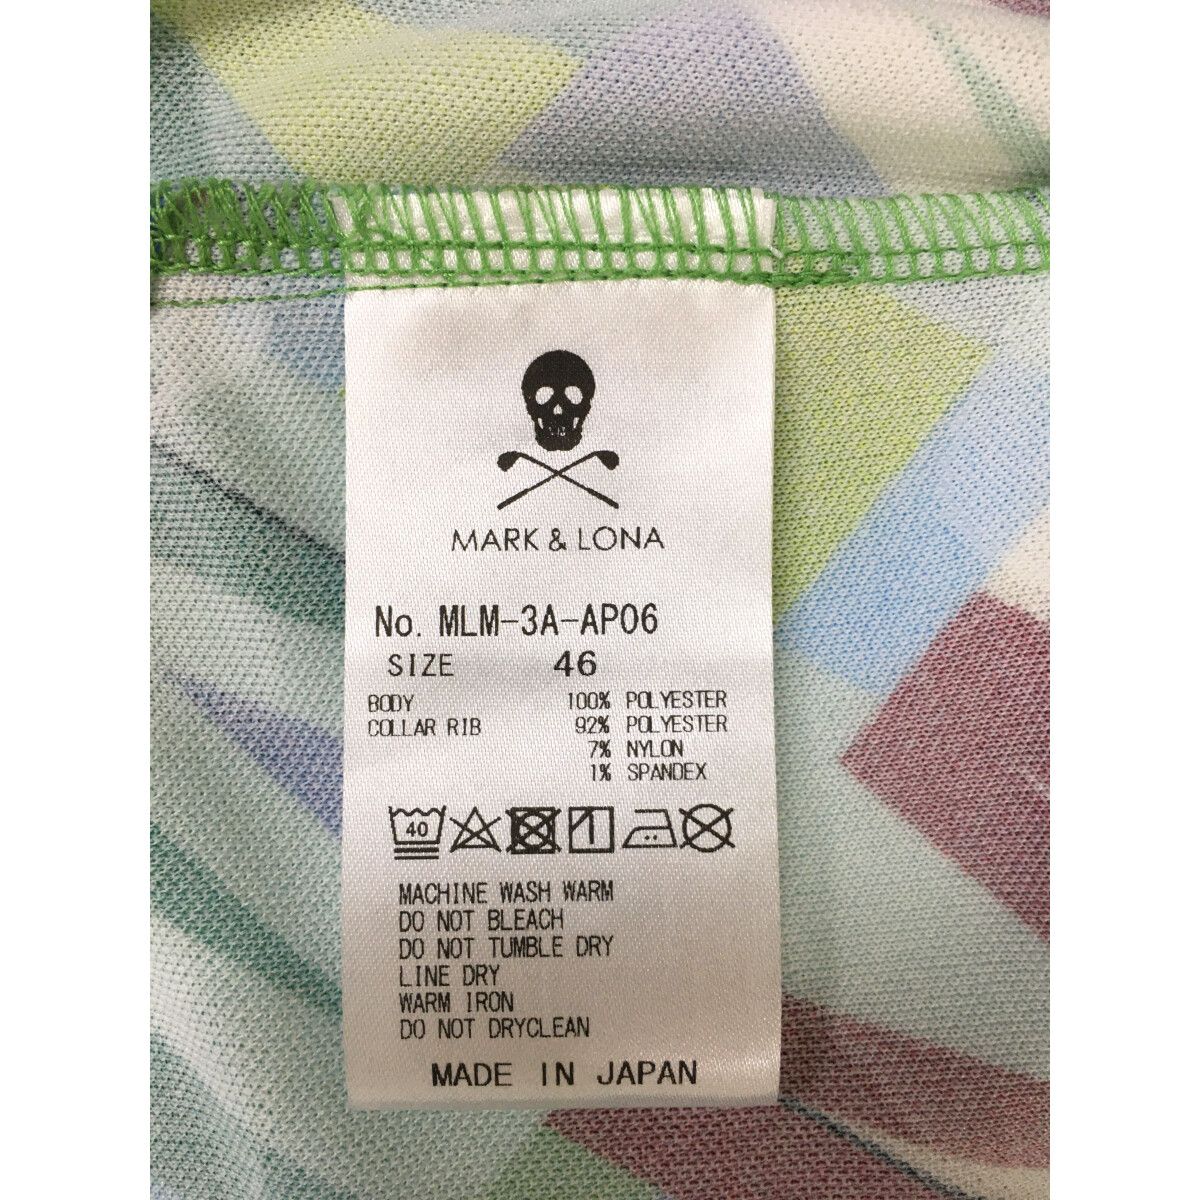 MARK & LONA
No. MLM-3A-AP06
SIZE 46
BODY 100% POLYESTER
COLLAR RIB 92% POLYESTER
7% NYLON
1% SPANDEX
40
MACHINE WASH WARM
DO NOT BLEACH
DO NOT TUMBLE DRY
LINE DRY
WARM IRON
DO NOT DRYCLEAN
MADE IN JAPAN